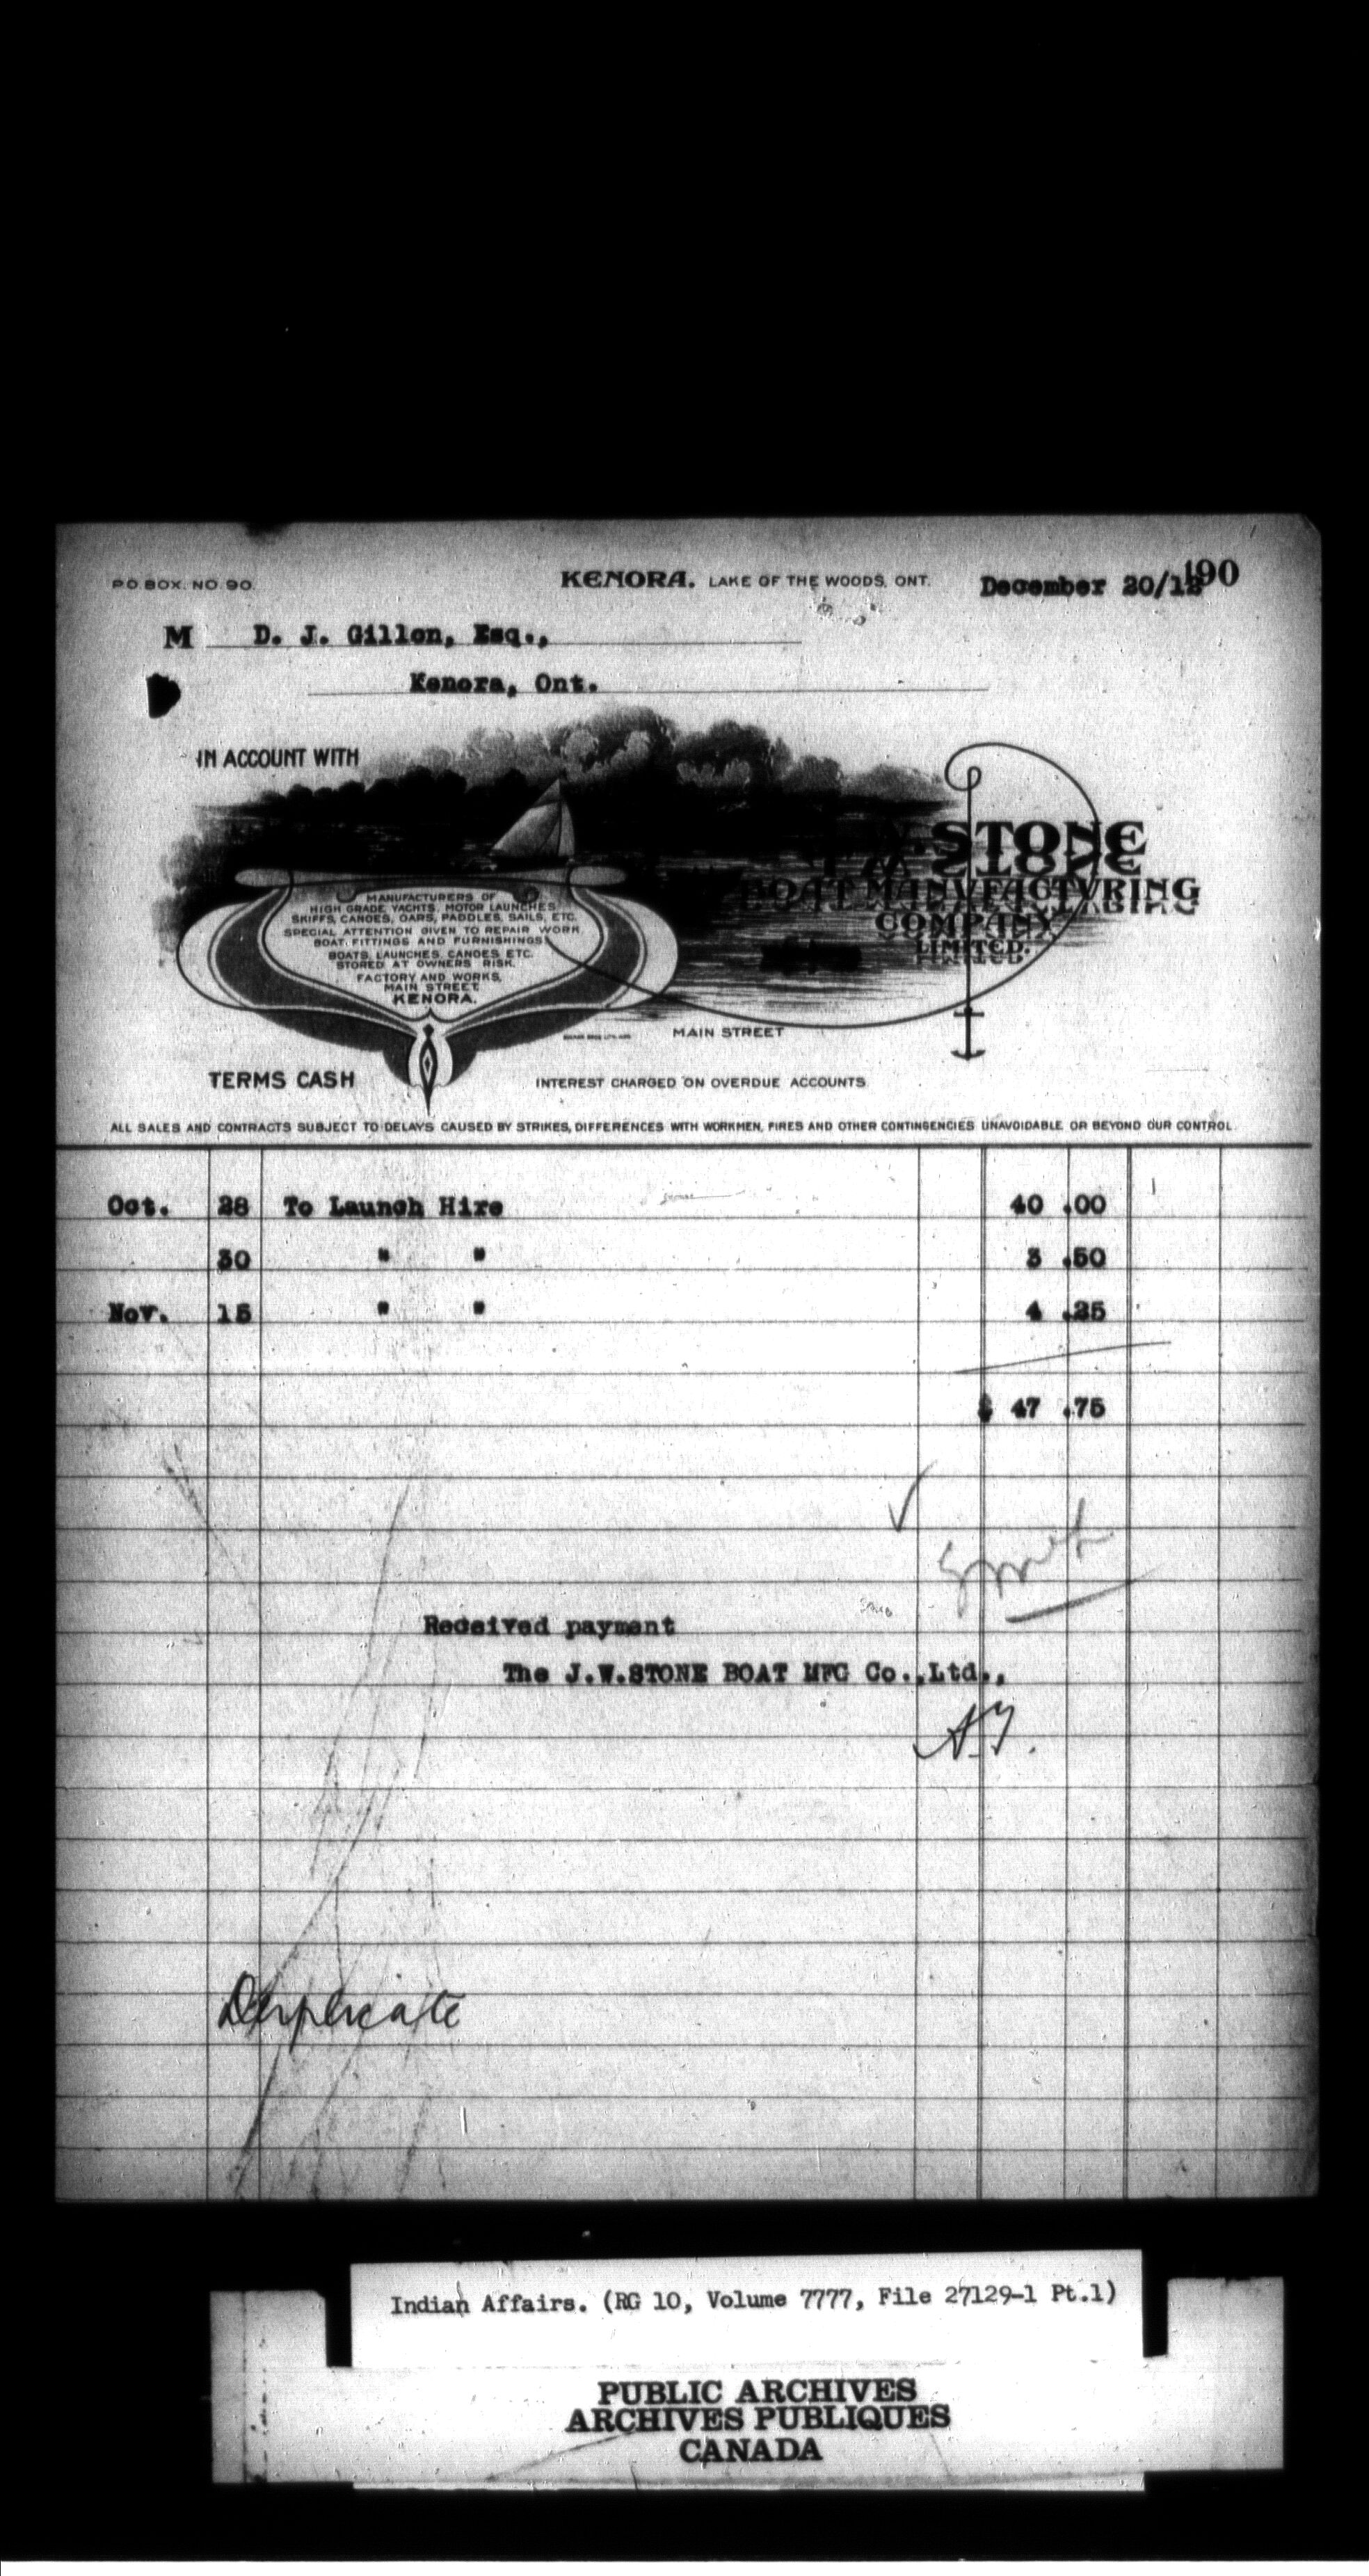 P.O. BOX. NO. 90.
KENORA. LAKE OF THE WOODS, ONT. December 20/12 190
M D. J. Gillon, Esq.,
Kenora, Ont.
IN ACCOUNT WITH
J.W. STONE
BOAT MANUFACTURING
COMPANY
LIMITED.
MANUFACTURERS OF
HIGH GRADE YACHTS, MOTOR LAUNCHES
SKIFFS, CANOES, OARS, PADDLES, SAILS, ETC.
SPECIAL ATTENTION GIVEN TO REPAIR WORK,
BOAT FITTINGS AND FURNISHINGS
BOATS, LAUNCHES, CANOES ETC.
STORED AT OWNERS RISK.
FACTORY AND WORKS,
MAIN STREET
KENORA.
MAIN STREET
TERMS CASH
INTEREST CHARGED ON OVERDUE ACCOUNTS
ALL SALES AND CONTRACTS SUBJECT TO DELAYS CAUSED BY STRIKES, DIFFERENCES WITH WORKMEN, FIRES AND OTHER CONTINGENCIES UNAVOIDABLE OR BEYOND OUR CONTROL.
Oct. 28 To Launch Hire 40 .00
30 " " 3 .50
Nov. 15 " " 4 .25
$ 47 .75
Received payment
The J.W.STONE BOAT MFG Co.,Ltd.,
Duplicate
Indian Affairs. (RG 10, Volume 7777, File 27129-1 Pt.1)
PUBLIC ARCHIVES
ARCHIVES PUBLIQUES
CANADA